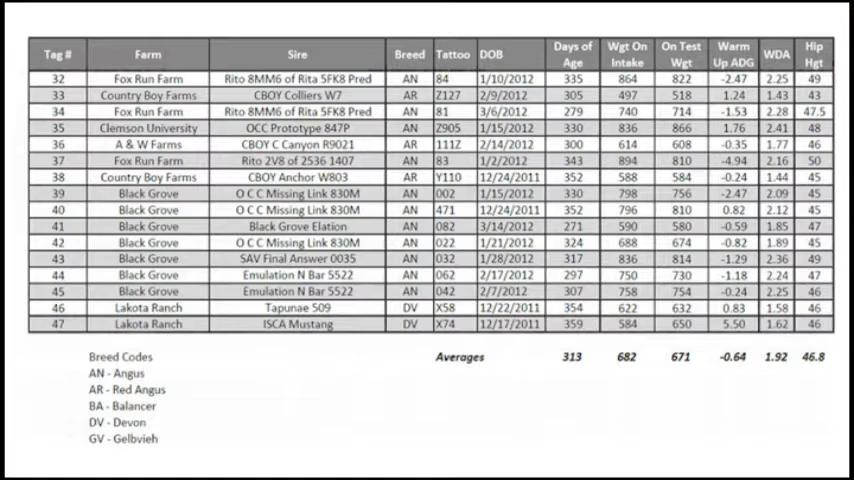 Tag # Farm Sire Breed Tattoo DOB Days of Age Wgt On Intake On Test Wgt Warm Up ADG WDA Hip Hgt
32 Fox Run Farm Rito 8MM6 of Rita 5FK8 Pred AN 84 1/10/2012 335 864 822 -2.47 2.25 49
33 Country Boy Farms CBOY Colliers W7 AR Z127 2/9/2012 305 497 518 1.24 1.43 43
34 Fox Run Farm Rito 8MM6 of Rita 5FK8 Pred AN 81 3/6/2012 279 740 714 -1.53 2.28 47.5
35 Clemson University OCC Prototype 847P AN Z905 1/15/2012 330 836 866 1.76 2.41 48
36 A & W Farms CBOY C Canyon R9021 AR 111Z 2/14/2012 300 614 608 -0.35 1.77 46
37 Fox Run Farm Rito 2V8 of 2536 1407 AN 83 1/2/2012 343 894 810 -4.94 2.16 50
38 Country Boy Farms CBOY Anchor W803 AR Y110 12/24/2011 352 588 584 -0.24 1.44 45
39 Black Grove O C C Missing Link 830M AN 002 1/15/2012 330 798 756 -2.47 2.09 45
40 Black Grove O C C Missing Link 830M AN 471 12/24/2011 352 796 810 0.82 2.12 45
41 Black Grove Black Grove Elation AN 082 3/14/2012 271 590 580 -0.59 1.85 47
42 Black Grove O C C Missing Link 830M AN 022 1/21/2012 324 688 674 -0.82 1.89 45
43 Black Grove SAV Final Answer 0035 AN 032 1/28/2012 317 836 814 -1.29 2.36 49
44 Black Grove Emulation N Bar 5522 AN 062 2/17/2012 297 750 730 -1.18 2.24 47
45 Black Grove Emulation N Bar 5522 AN 042 2/7/2012 307 758 754 -0.24 2.25 46
46 Lakota Ranch Tapunae 509 DV X58 12/22/2011 354 622 632 0.83 1.58 46
47 Lakota Ranch ISCA Mustang DV X74 12/17/2011 359 584 650 5.50 1.62 46
Breed Codes Averages 313 682 671 -0.64 1.92 46.8
AN - Angus
AR - Red Angus
BA - Balancer
DV - Devon
GV - Gelbvieh